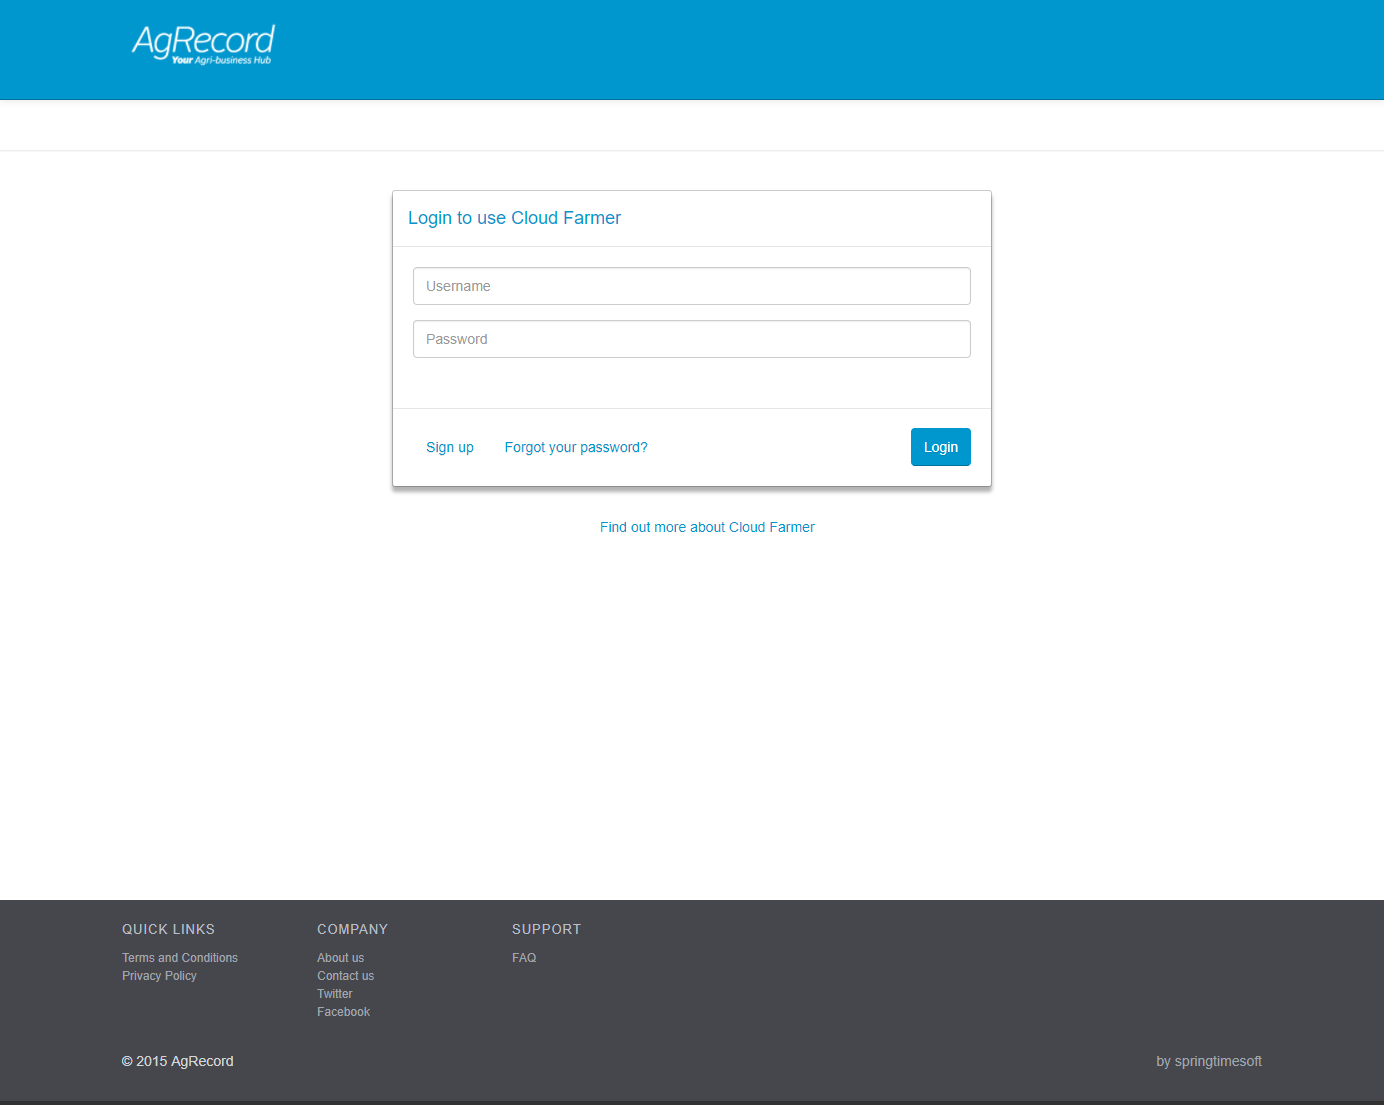 AgRecord
Your Agri-business Hub
Login to use Cloud Farmer
Username
Password
Sign up Forgot your password? Login
Find out more about Cloud Farmer
QUICK LINKS
Terms and Conditions
Privacy Policy
COMPANY
About us
Contact us
Twitter
Facebook
SUPPORT
FAQ
© 2015 AgRecord
by springtimesoft